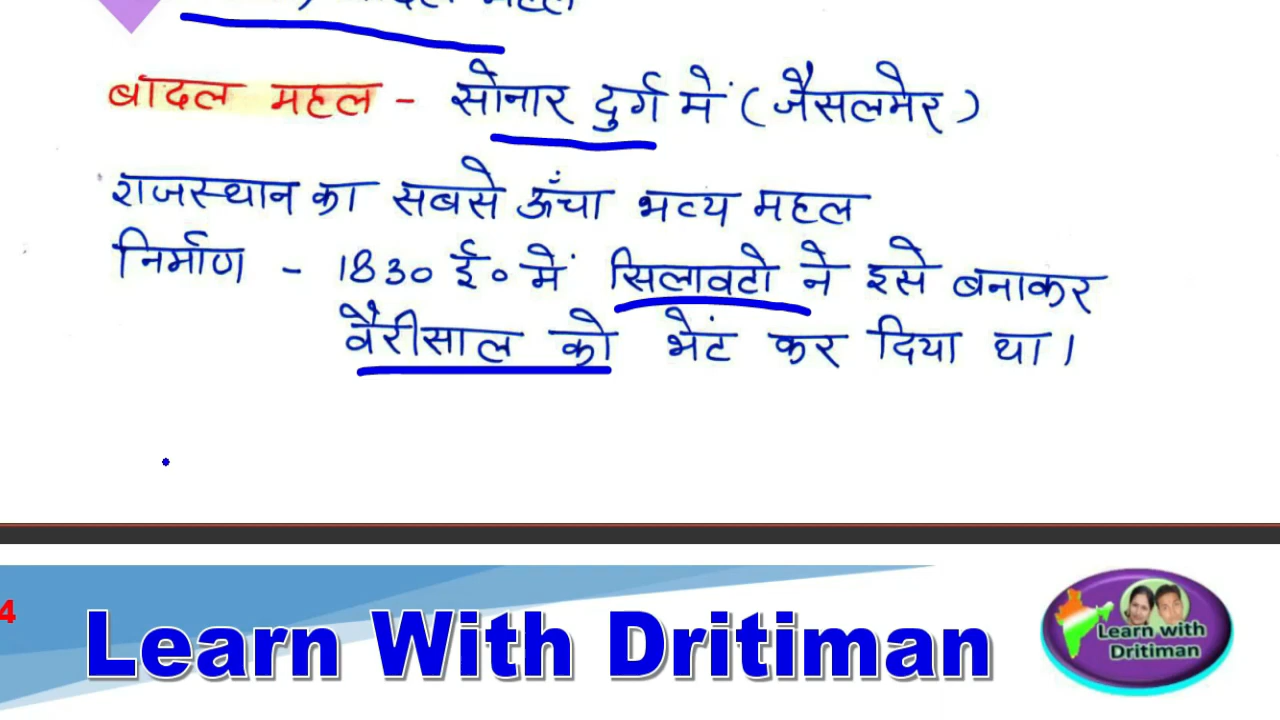 बादल महल - सोनार दुर्ग में (जैसलमेर)
राजस्थान का सबसे ऊँचा भव्य महल
निर्माण - 1830 ई० में सिलावटो ने इसे बनाकर
वैरीसाल को भेंट कर दिया था।
4
Learn With Dritiman
Learn with
Dritiman